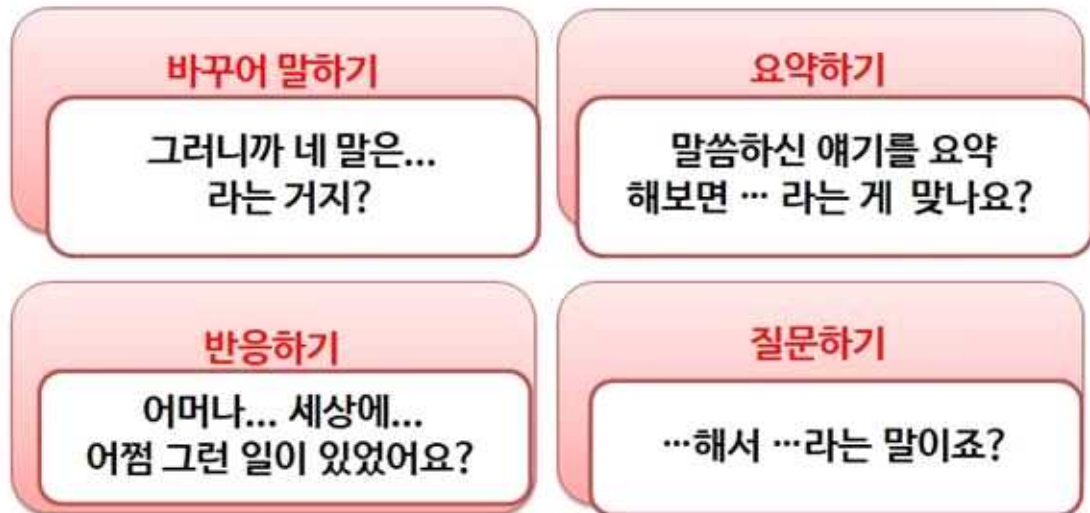 바꾸어 말하기
그러니까 네 말은...
라는 거지?
요약하기
말씀하신 얘기를 요약
해보면 … 라는 게 맞나요?
반응하기
어머나... 세상에...
어쩜 그런 일이 있었어요?
질문하기
…해서 …라는 말이죠?